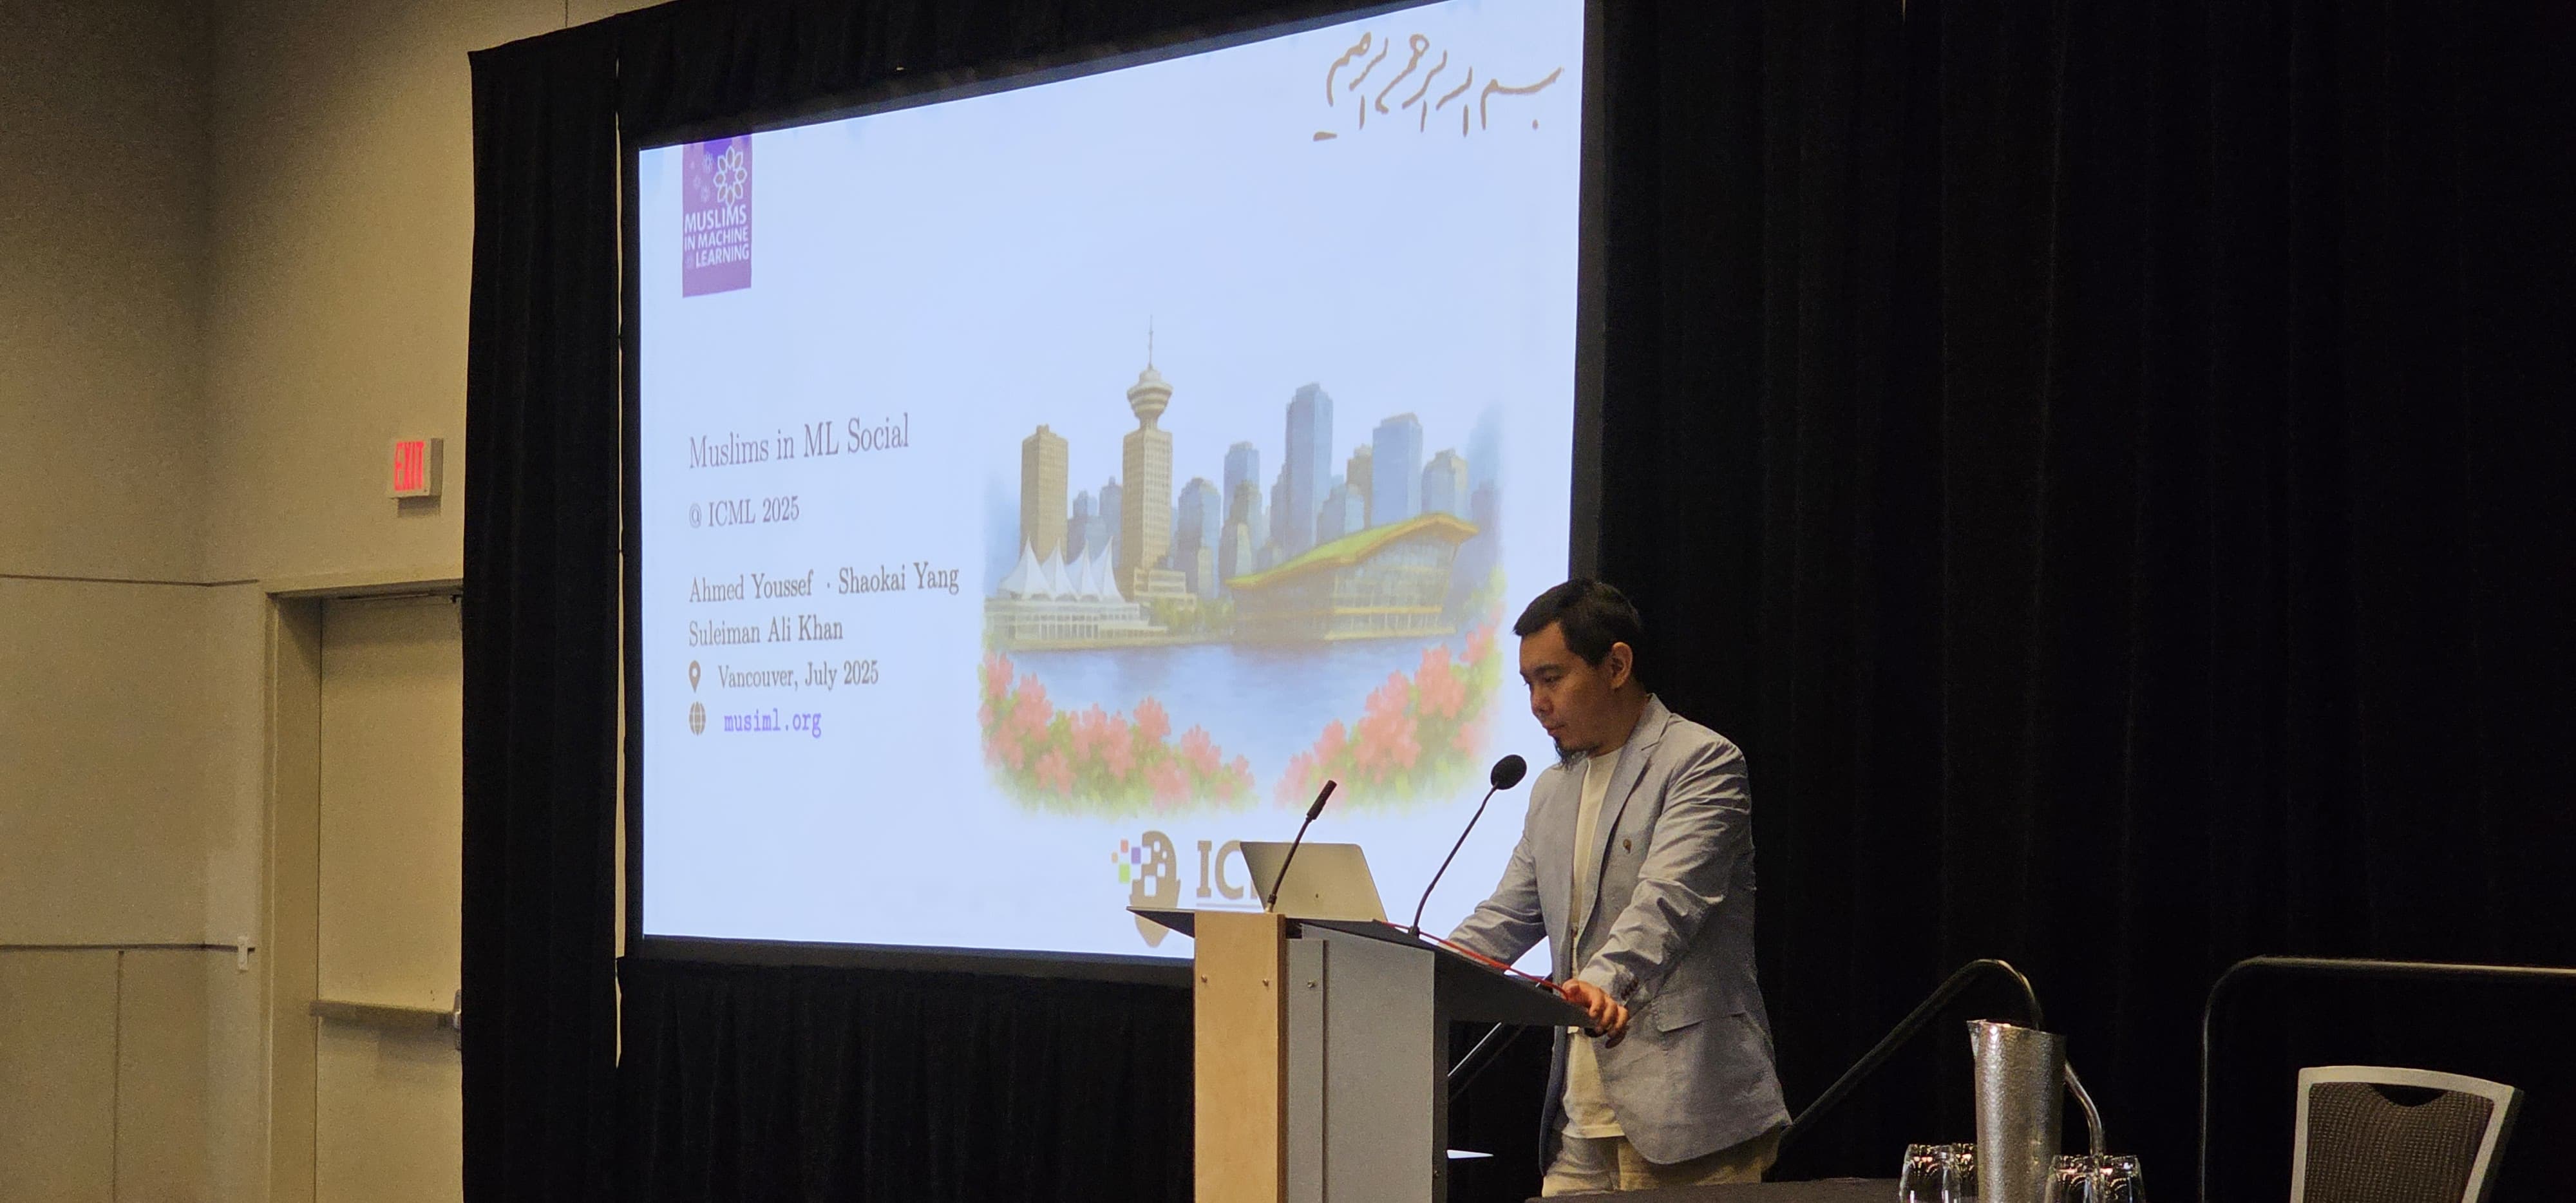 بسم الله الرحمن الرحيم
MUSLIMS
IN MACHINE
LEARNING
Muslims in ML Social
@ ICML 2025
Ahmed Youssef · Shaokai Yang
Suleiman Ali Khan
Vancouver, July 2025
musiml.org
IC
EXIT